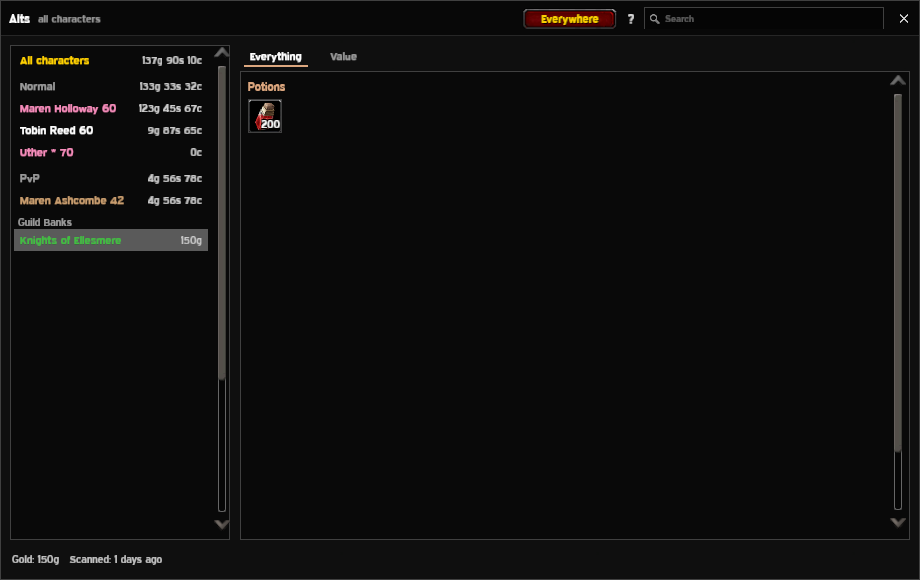 Alts all characters Everywhere ? Search
All characters 137g 90s 10c
Normal 133g 33s 32c
Maren Holloway 60 123g 45s 67c
Tobin Reed 60 9g 87s 65c
Uther * 70 0c
PvP 4g 56s 78c
Maren Ashcombe 42 4g 56s 78c
Guild Banks
Knights of Ellesmere 150g
Everything Value
Potions
200
Gold: 150g Scanned: 1 days ago